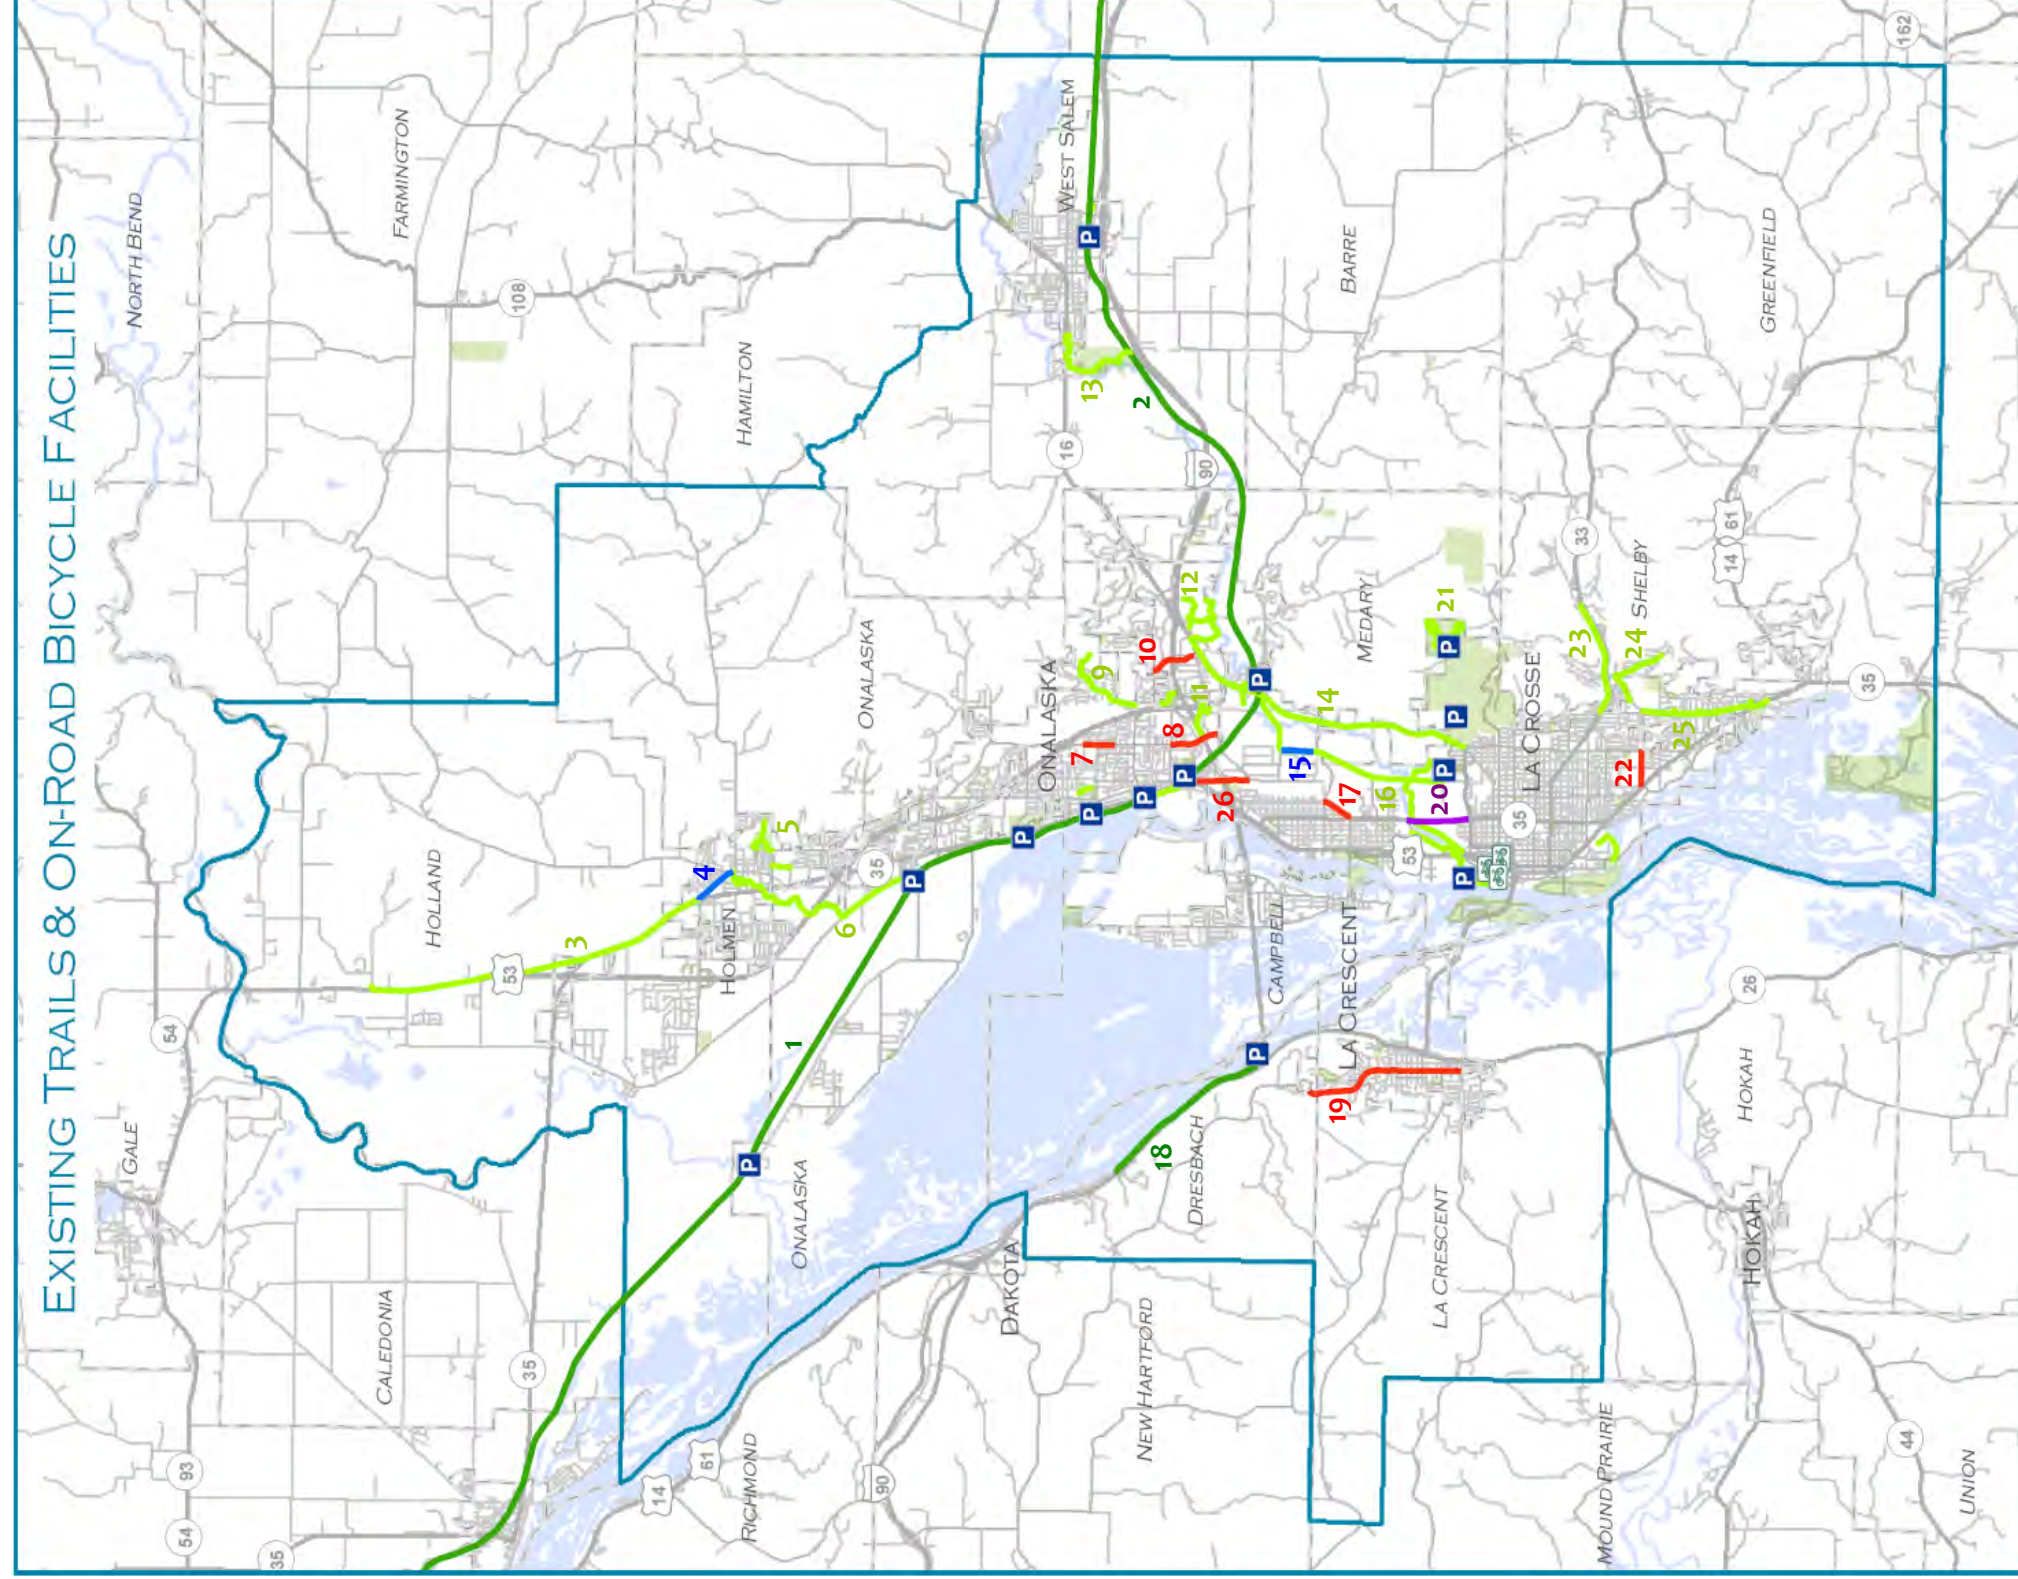 EXISTING TRAILS & ON-ROAD BICYCLE FACILITIES
GALE
NORTH BEND
54
93
54
35
CALEDONIA
FARMINGTON
HOLLAND
53
3
108
35
4
HOLMEN
5
6
35
HAMILTON
ONALASKA
1
ONALASKA
P
P
14
61
RICHMOND
90
DAKOTA
NEW HARTFORD
18
DRESBACH
P
P
P
P
P
ONALASKA
7
8
9
10
11
12
26
16
90
13
2
WEST SALEM
P
P
BARRE
MEDARY
14
15
16
17
20
21
P
P
P
P
53
35
CAMPBELL
LA CRESCENT
19
LA CRESCENT
LA CROSSE
22
23
24
25
33
SHELBY
14
61
GREENFIELD
162
35
26
HOKAH
HOKAH
MOUND PRAIRIE
44
UNION